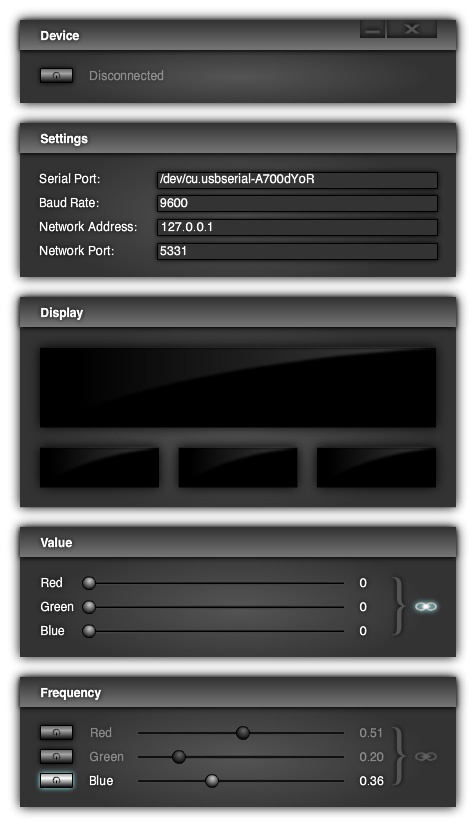 Device
Disconnected
Settings
Serial Port: /dev/cu.usbserial-A700dYoR
Baud Rate: 9600
Network Address: 127.0.0.1
Network Port: 5331
Display
Value
Red 0
Green 0
Blue 0
Frequency
Red 0.51
Green 0.20
Blue 0.36